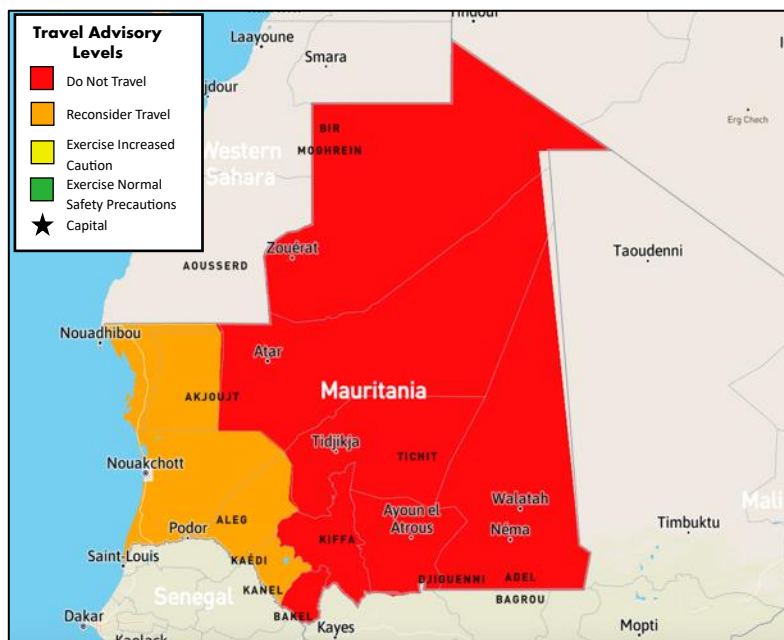 Travel Advisory
Levels
Do Not Travel
Reconsider Travel
Exercise Increased
Caution
Exercise Normal
Safety Precautions
Capital
Laayoune
Smara
jdour
BIR
MOGHREIN
Western
Sahara
Erg Chech
Zouérat
AOUSSERD
Taoudenni
Nouadhibou
Atar
AKJOUJT
Mauritania
Tidjikja
TICHIT
Nouakchott
Walatah
Mali
Ayoun el
Atrous
Néma
ALEG
Podor
KIFFA
Timbuktu
Saint-Louis
KAÉDI
DJIGUENNI
ADEL
KANEL
BAGROU
Senegal
BAKEL
Dakar
Kayes
Mopti